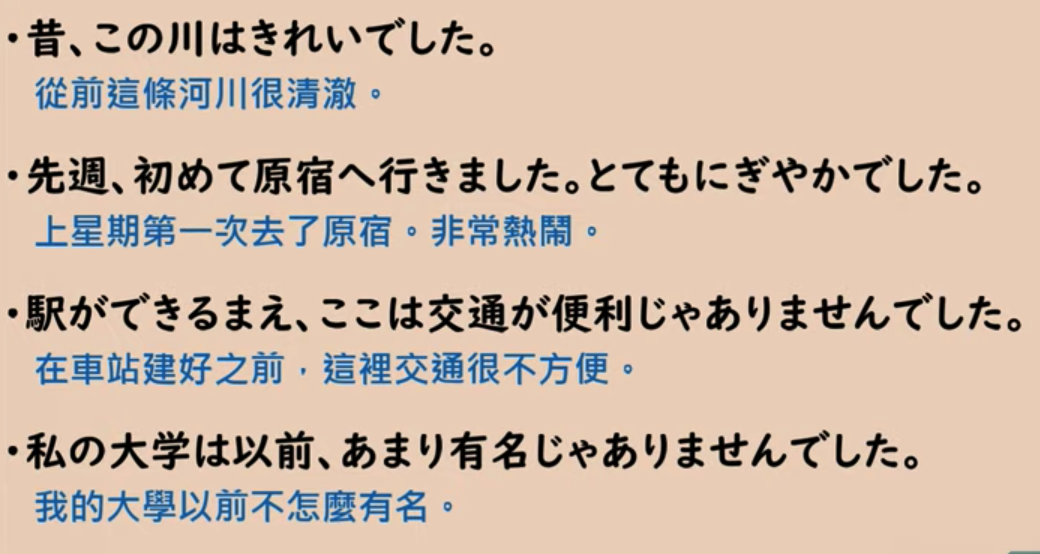 ・昔、この川はきれいでした。
從前這條河川很清澈。
・先週、初めて原宿へ行きました。とてもにぎやかでした。
上星期第一次去了原宿。非常熱鬧。
・駅ができるまえ、ここは交通が便利じゃありませんでした。
在車站建好之前，這裡交通很不方便。
・私の大学は以前、あまり有名じゃありませんでした。
我的大學以前不怎麼有名。